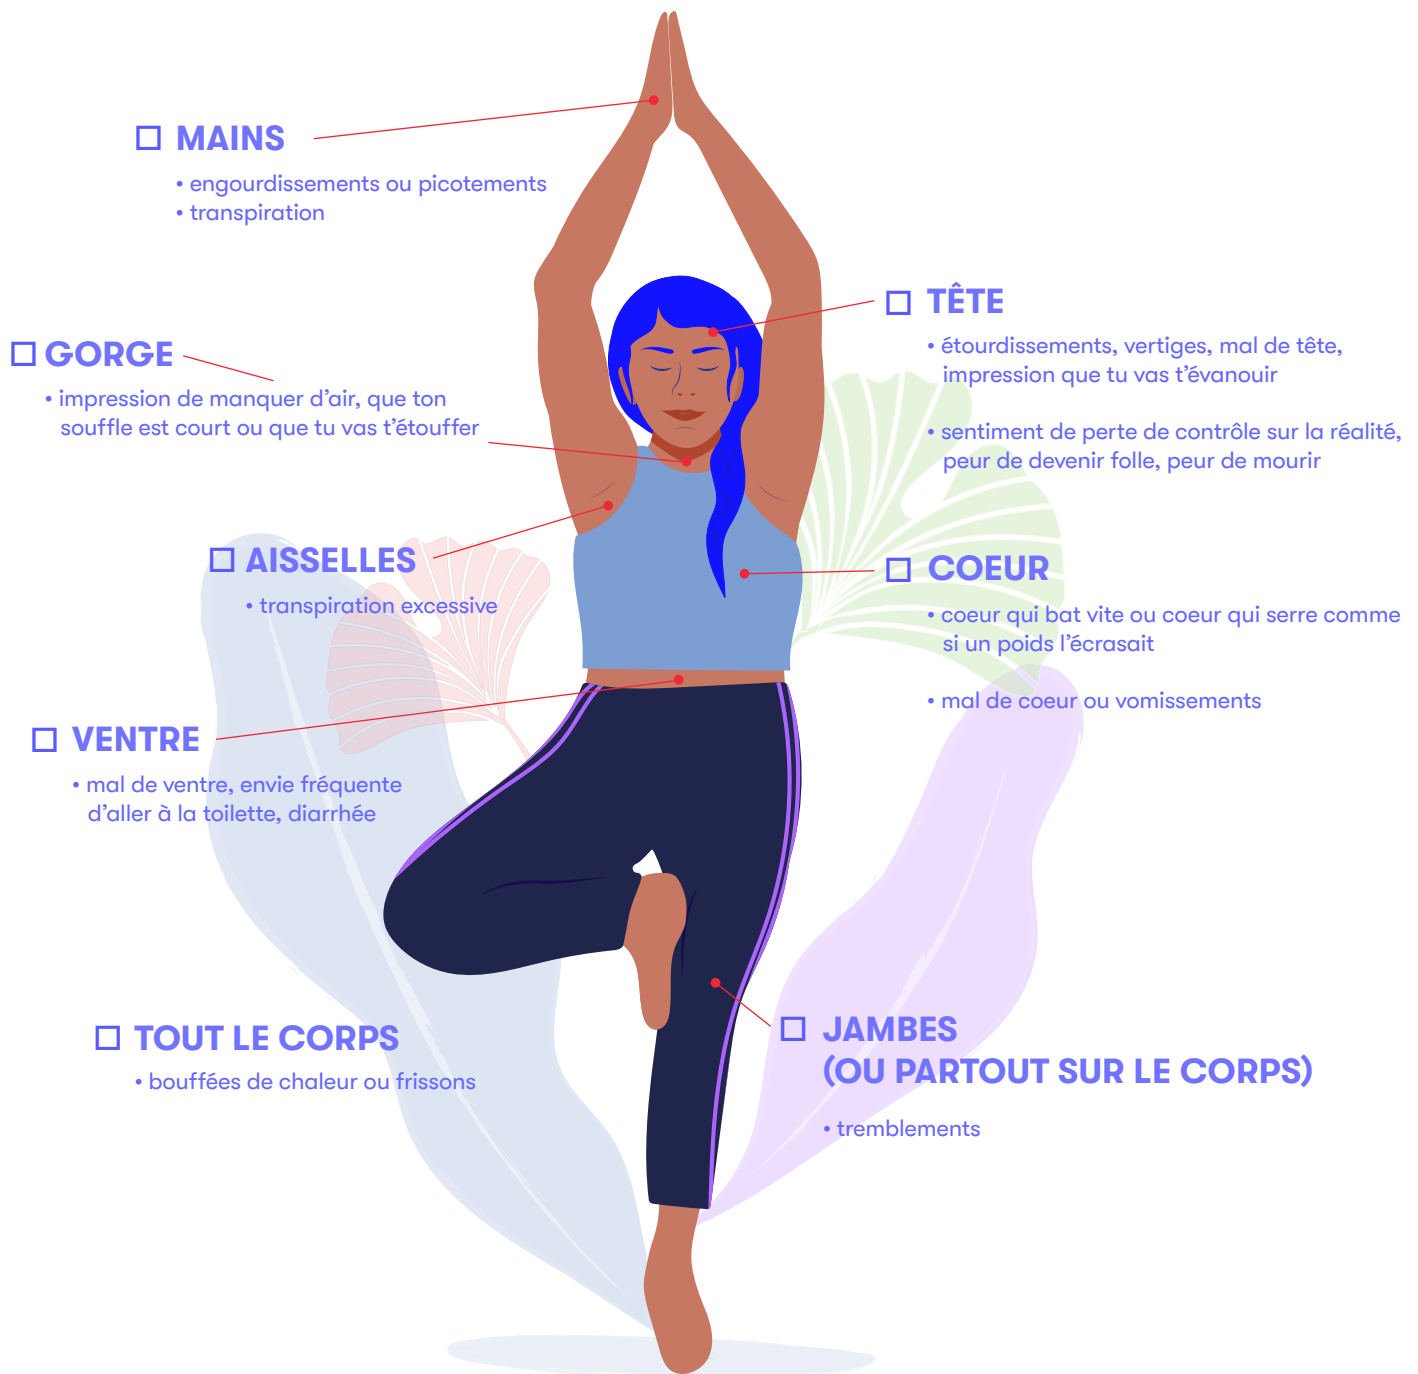 MAINS
• engourdissements ou picotements
• transpiration
TÊTE
• étourdissements, vertiges, mal de tête,
impression que tu vas t’évanouir
• sentiment de perte de contrôle sur la réalité,
peur de devenir folle, peur de mourir
GORGE
• impression de manquer d’air, que ton
souffle est court ou que tu vas t’étouffer
AISSELLES
• transpiration excessive
COEUR
• coeur qui bat vite ou coeur qui serre comme
si un poids l’écrasait
• mal de coeur ou vomissements
VENTRE
• mal de ventre, envie fréquente
d’aller à la toilette, diarrhée
TOUT LE CORPS
• bouffées de chaleur ou frissons
JAMBES
(OU PARTOUT SUR LE CORPS)
• tremblements